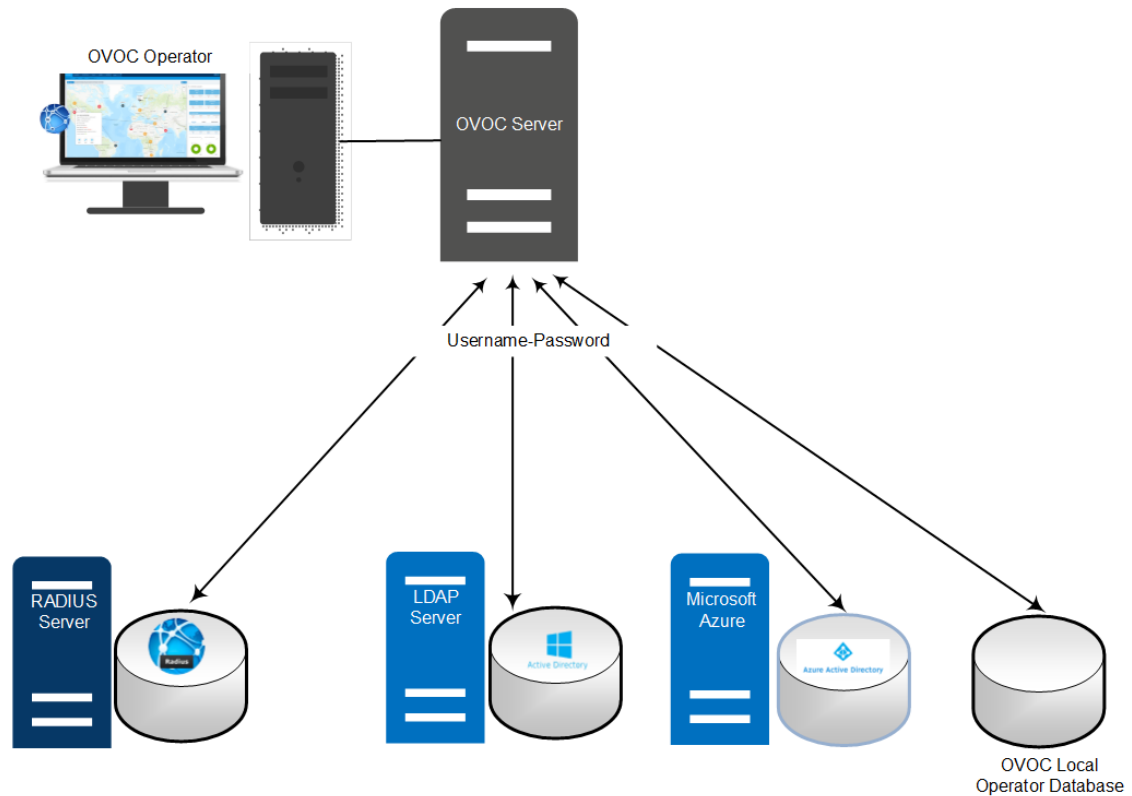 OVOC Operator
OVOC Server
Username-Password
RADIUS
Server
Radius
LDAP
Server
Active Directory
Microsoft
Azure
Azure Active Directory
OVOC Local
Operator Database